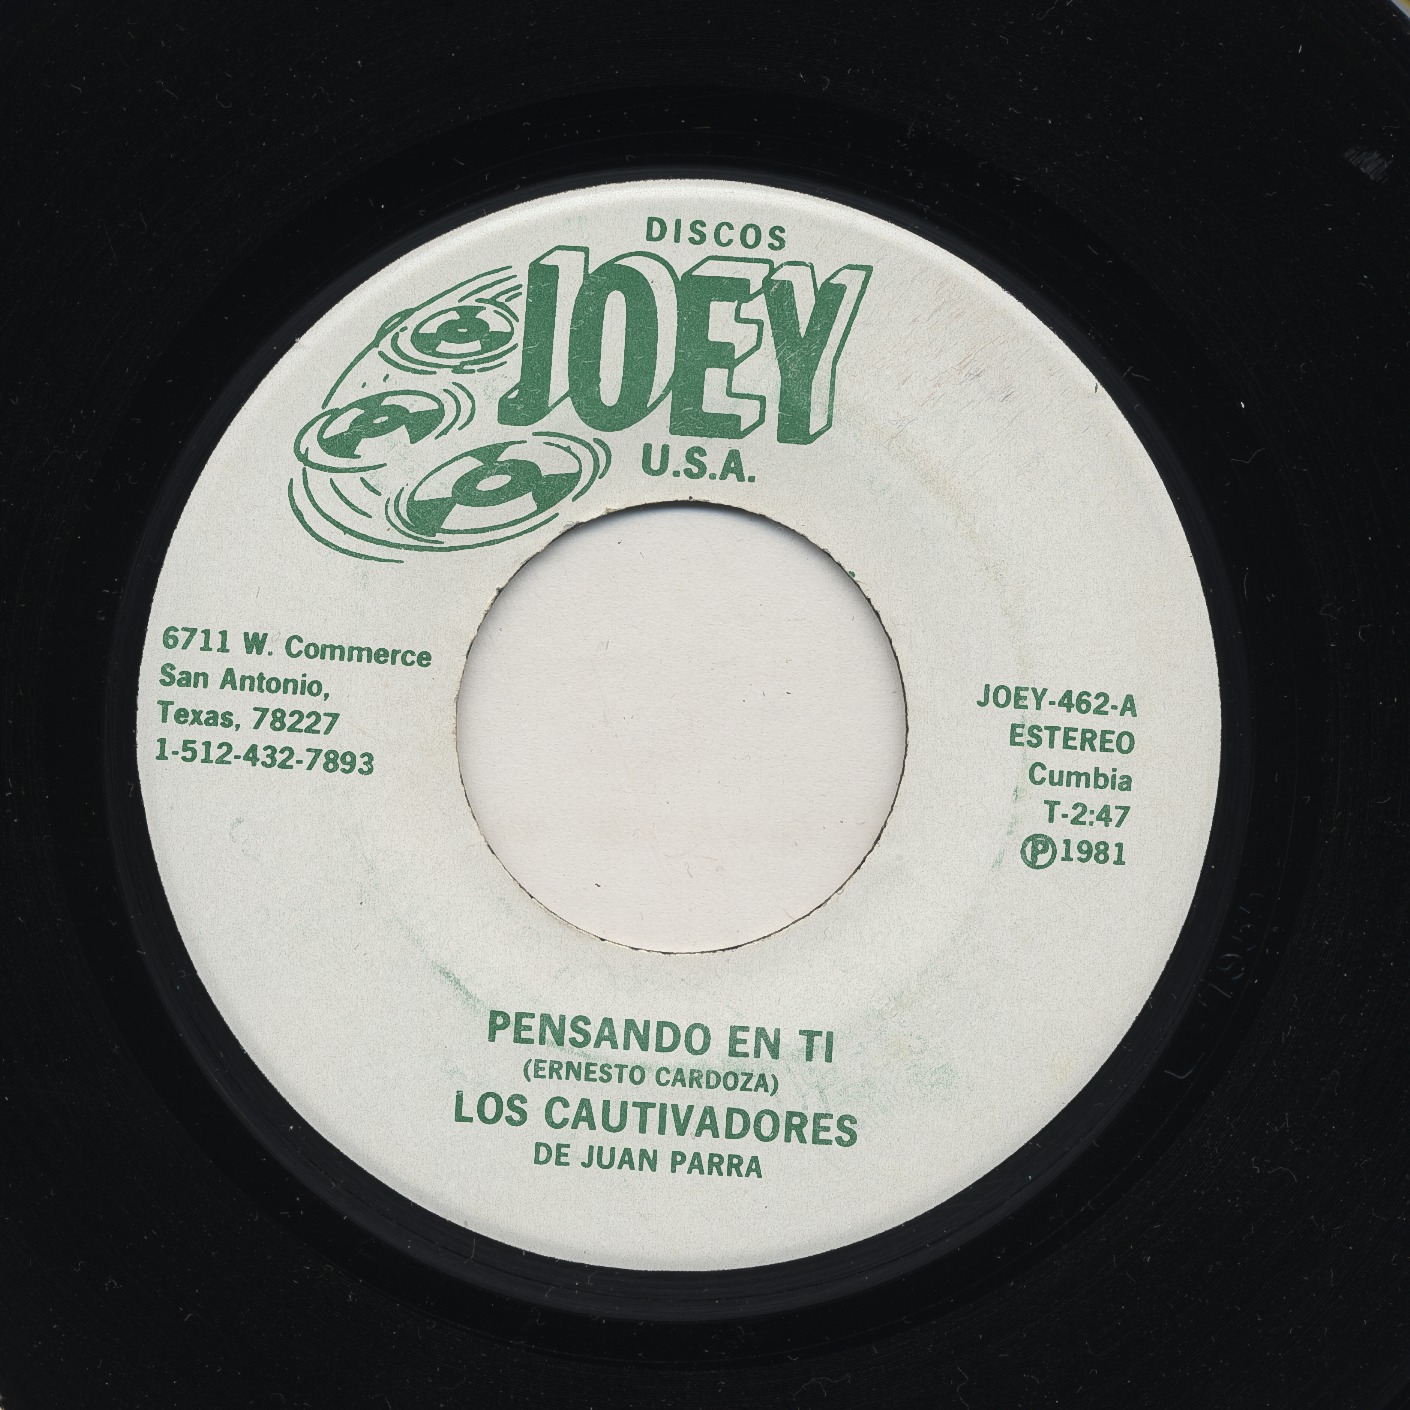 DISCOS
JOEY
U.S.A.
6711 W. Commerce
San Antonio,
Texas, 78227
1-512-432-7893
JOEY-462-A
ESTEREO
Cumbia
T-2:47
Ⓟ1981
PENSANDO EN TI
(ERNESTO CARDOZA)
LOS CAUTIVADORES
DE JUAN PARRA